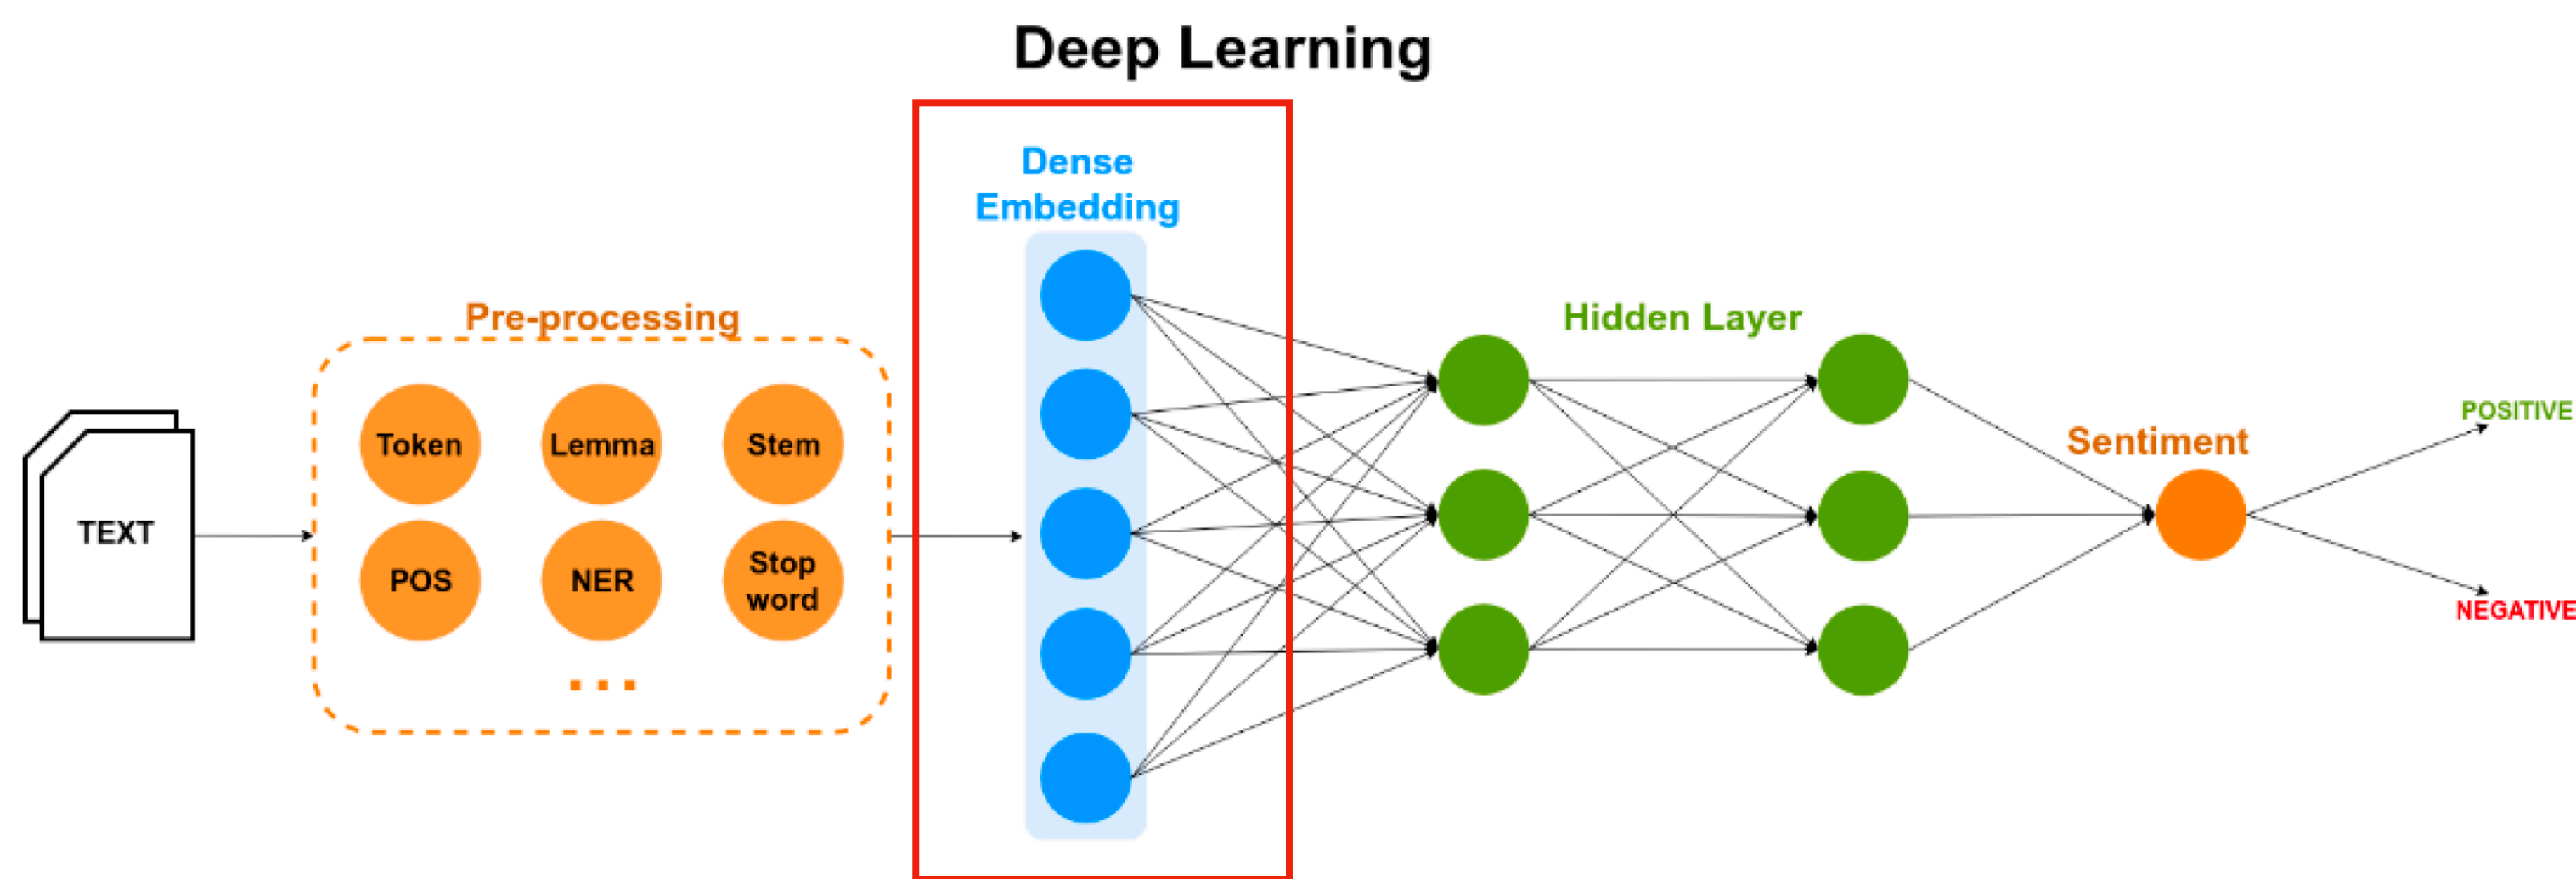 Deep Learning
Dense
Embedding
Pre-processing
Hidden Layer
Token
Lemma
Stem
TEXT
POS
NER
Stop
word
...
Sentiment
POSITIVE
NEGATIVE